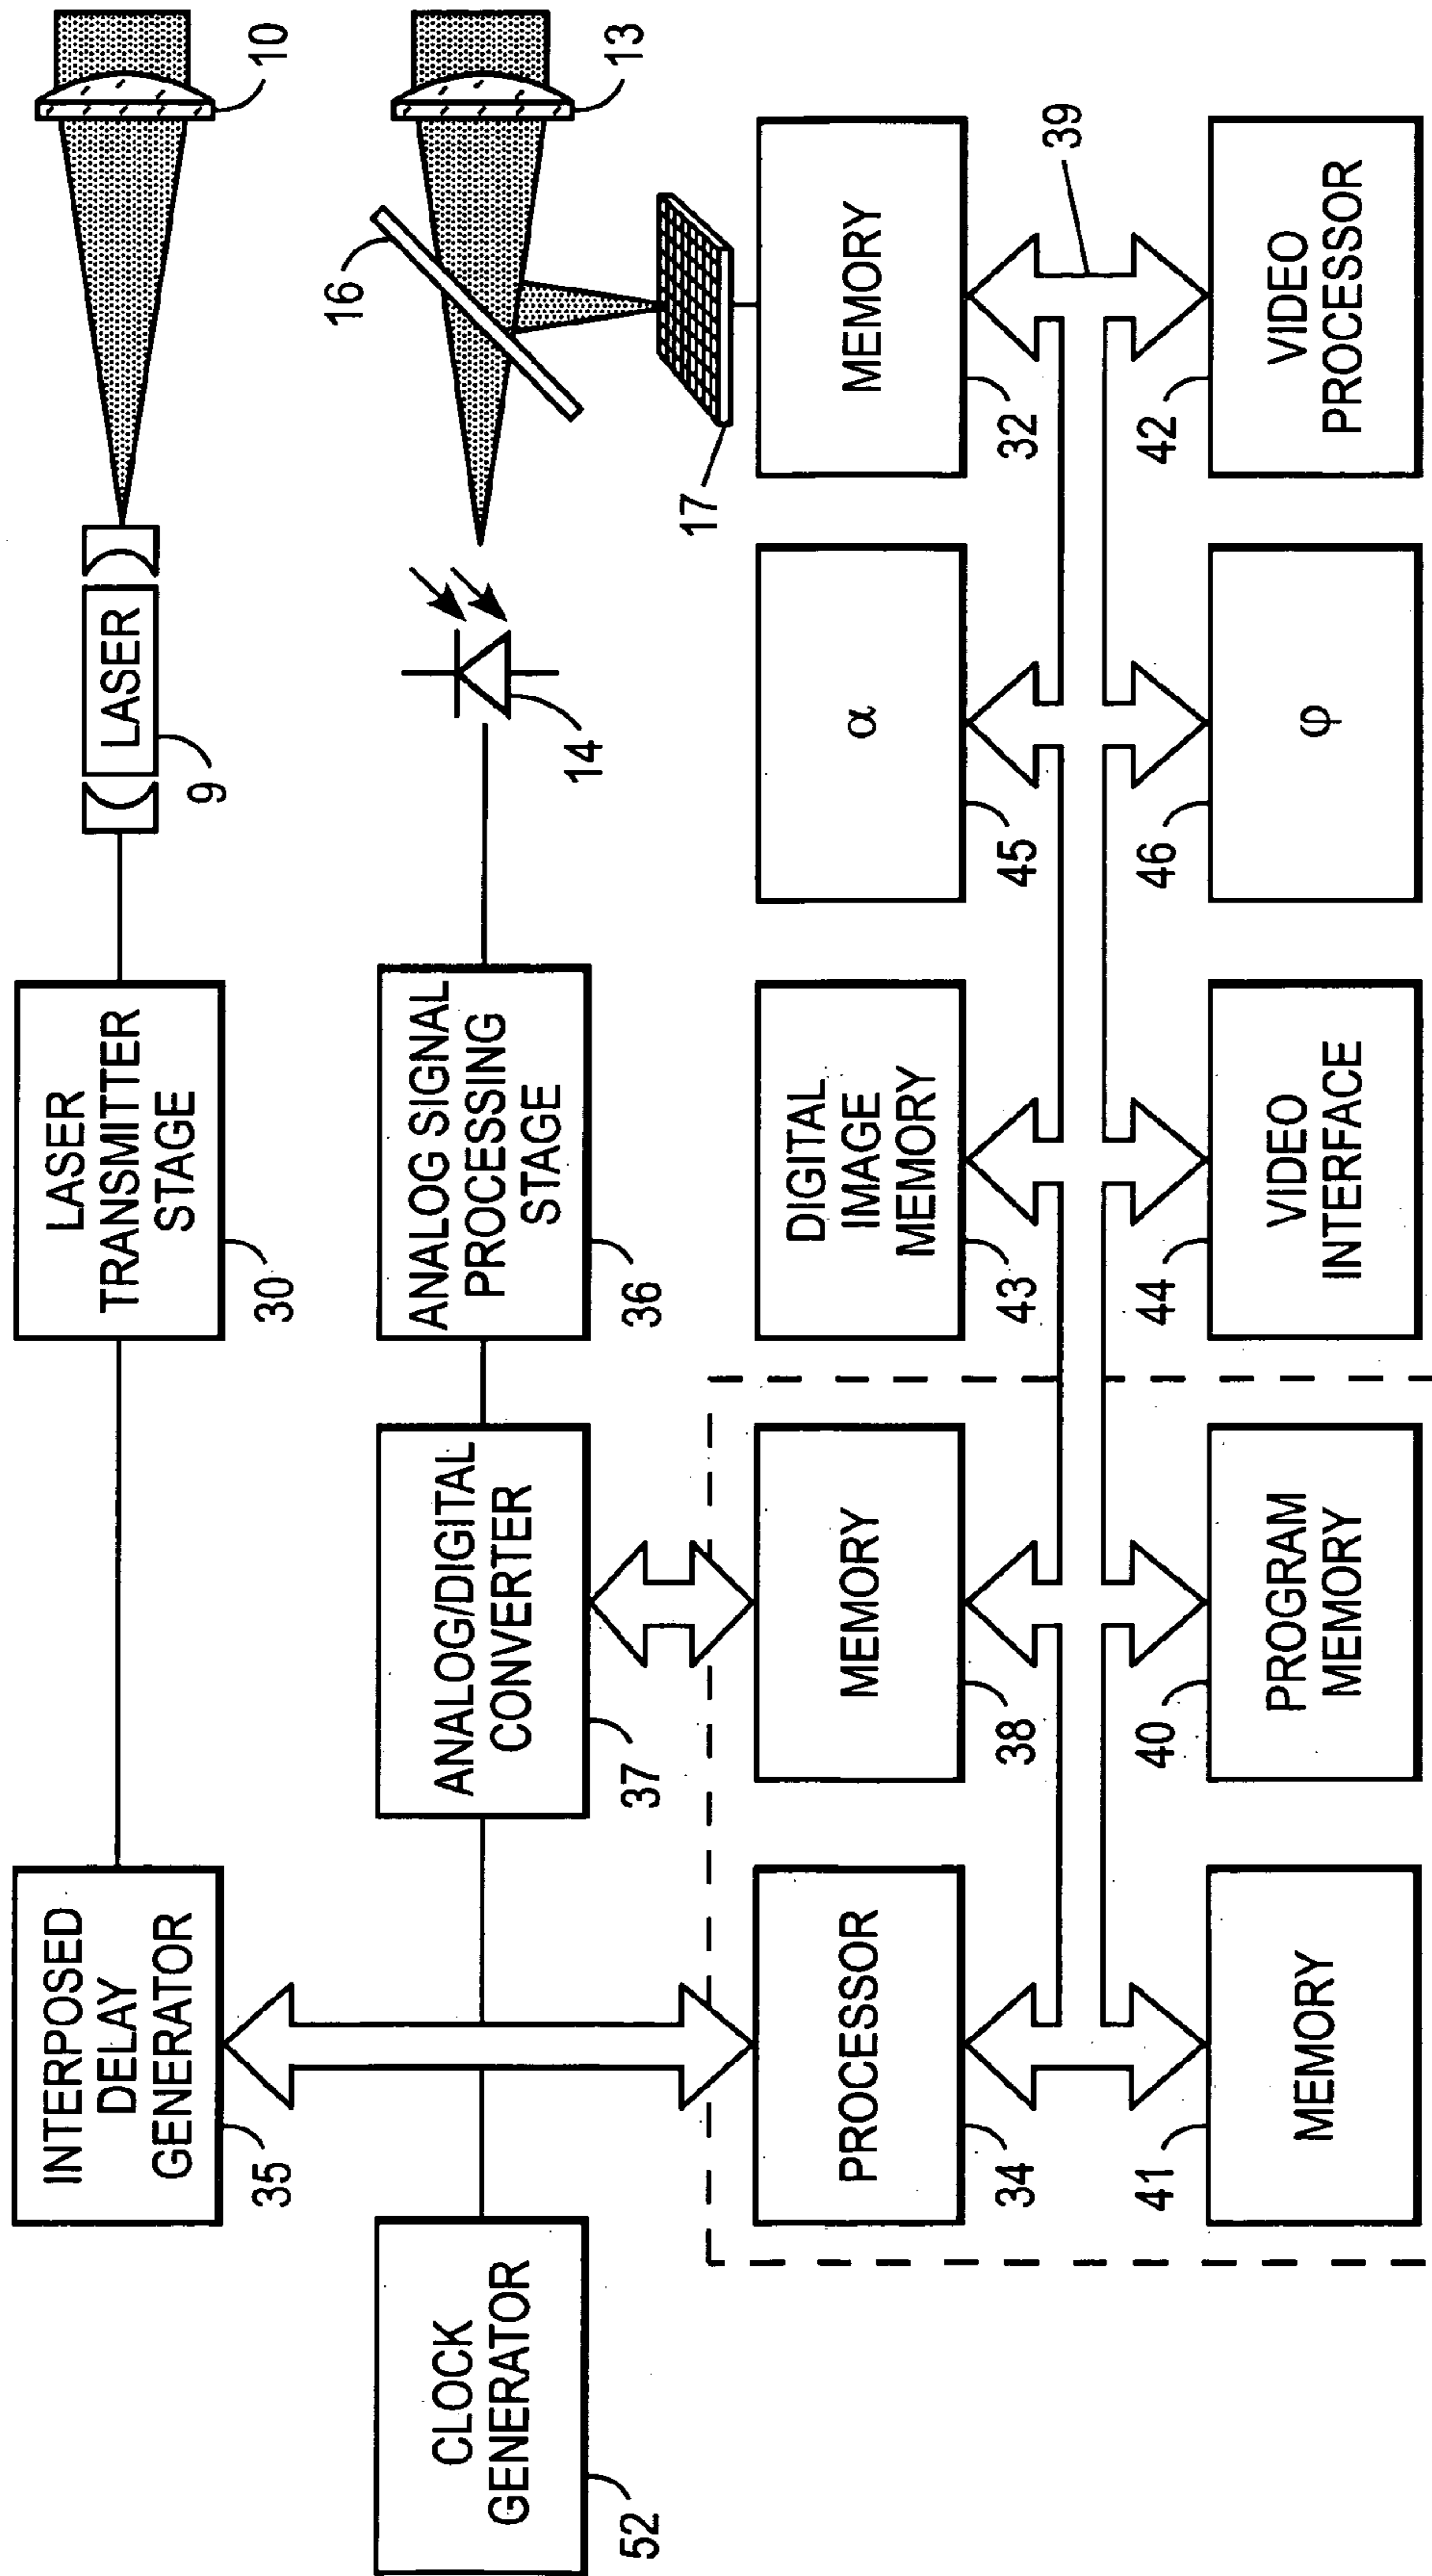 INTERPOSED
DELAY
GENERATOR
35
LASER
TRANSMITTER
STAGE
30
LASER
9
10
CLOCK
GENERATOR
52
ANALOG/DIGITAL
CONVERTER
37
ANALOG SIGNAL
PROCESSING
STAGE
36
14
16
13
17
PROCESSOR
34
MEMORY
38
DIGITAL
IMAGE
MEMORY
43
α
45
MEMORY
32
39
MEMORY
41
PROGRAM
MEMORY
40
VIDEO
INTERFACE
44
φ
46
VIDEO
PROCESSOR
42